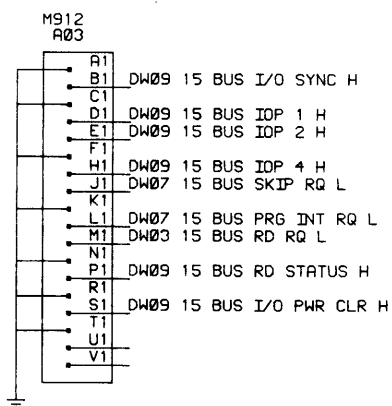 M912
A03
A1
B1 DW09 15 BUS I/O SYNC H
C1
D1 DW09 15 BUS IOP 1 H
E1 DW09 15 BUS IOP 2 H
F1
H1 DW09 15 BUS IOP 4 H
J1 DW07 15 BUS SKIP RQ L
K1
L1 DW07 15 BUS PRG INT RQ L
M1 DW03 15 BUS RD RQ L
N1
P1 DW09 15 BUS RD STATUS H
R1
S1 DW09 15 BUS I/O PWR CLR H
T1
U1
V1